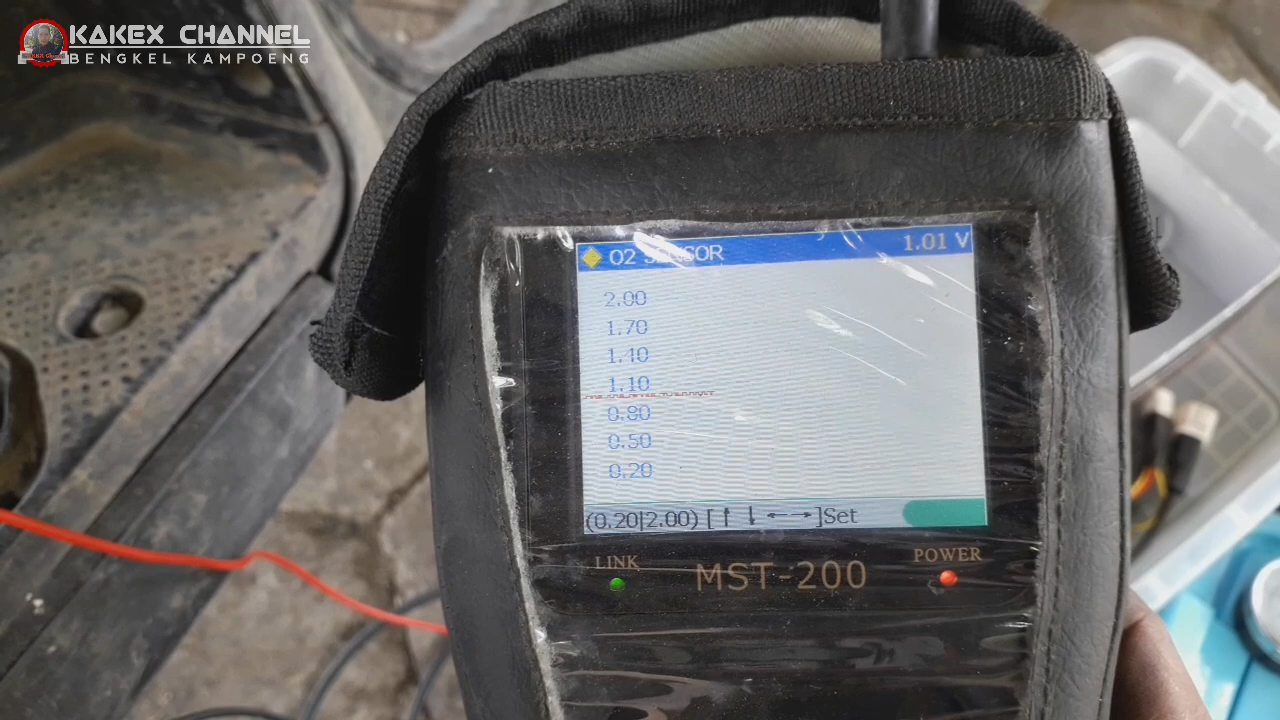 KAKEX CHANNEL
BENGKEL KAMPOENG
O2 SENSOR
1.01 V
2.00
1.70
1.40
1.10
0.80
0.50
0.20
(0.20|2.00) [↑ ↓ ←→]Set
LINK
MST-200
POWER